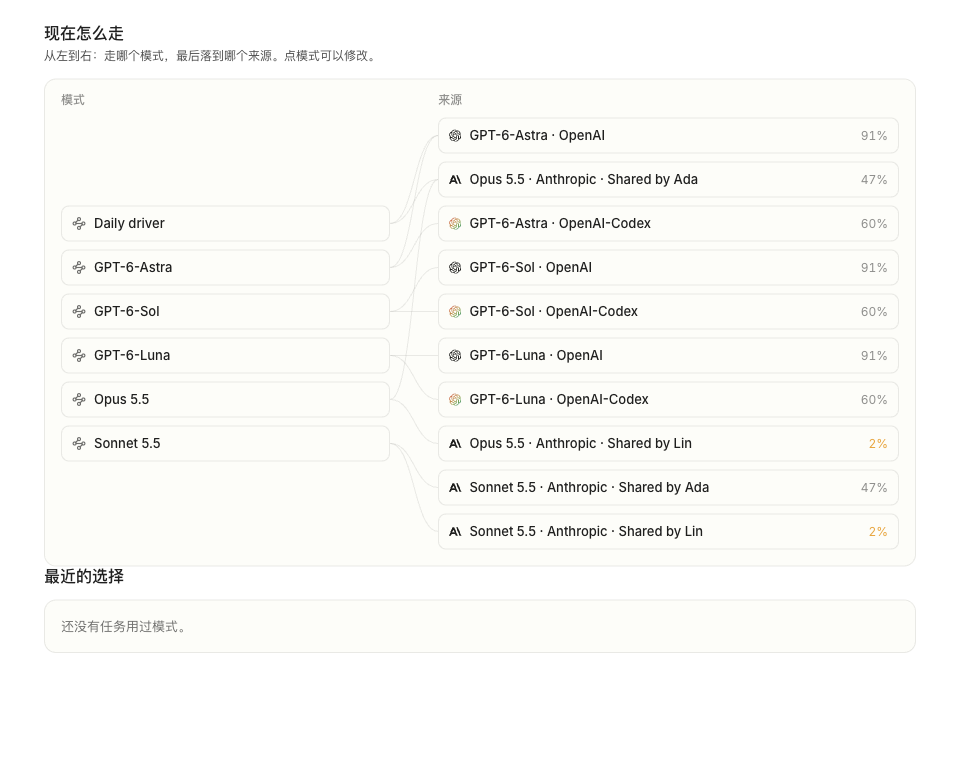 现在怎么走
从左到右：走哪个模式，最后落到哪个来源。点模式可以修改。
模式
来源
GPT-6-Astra · OpenAI 91%
Opus 5.5 · Anthropic · Shared by Ada 47%
Daily driver
GPT-6-Astra · OpenAI-Codex 60%
GPT-6-Astra
GPT-6-Sol · OpenAI 91%
GPT-6-Sol
GPT-6-Sol · OpenAI-Codex 60%
GPT-6-Luna
GPT-6-Luna · OpenAI 91%
Opus 5.5
GPT-6-Luna · OpenAI-Codex 60%
Sonnet 5.5
Opus 5.5 · Anthropic · Shared by Lin 2%
Sonnet 5.5 · Anthropic · Shared by Ada 47%
Sonnet 5.5 · Anthropic · Shared by Lin 2%
最近的选择
还没有任务用过模式。